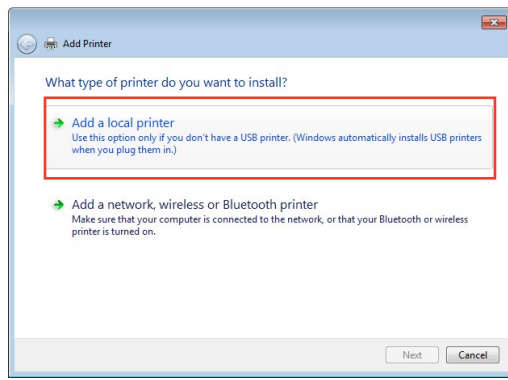 Add Printer
What type of printer do you want to install?
Add a local printer
Use this option only if you don't have a USB printer. (Windows automatically installs USB printers
when you plug them in.)
Add a network, wireless or Bluetooth printer
Make sure that your computer is connected to the network, or that your Bluetooth or wireless
printer is turned on.
Next Cancel